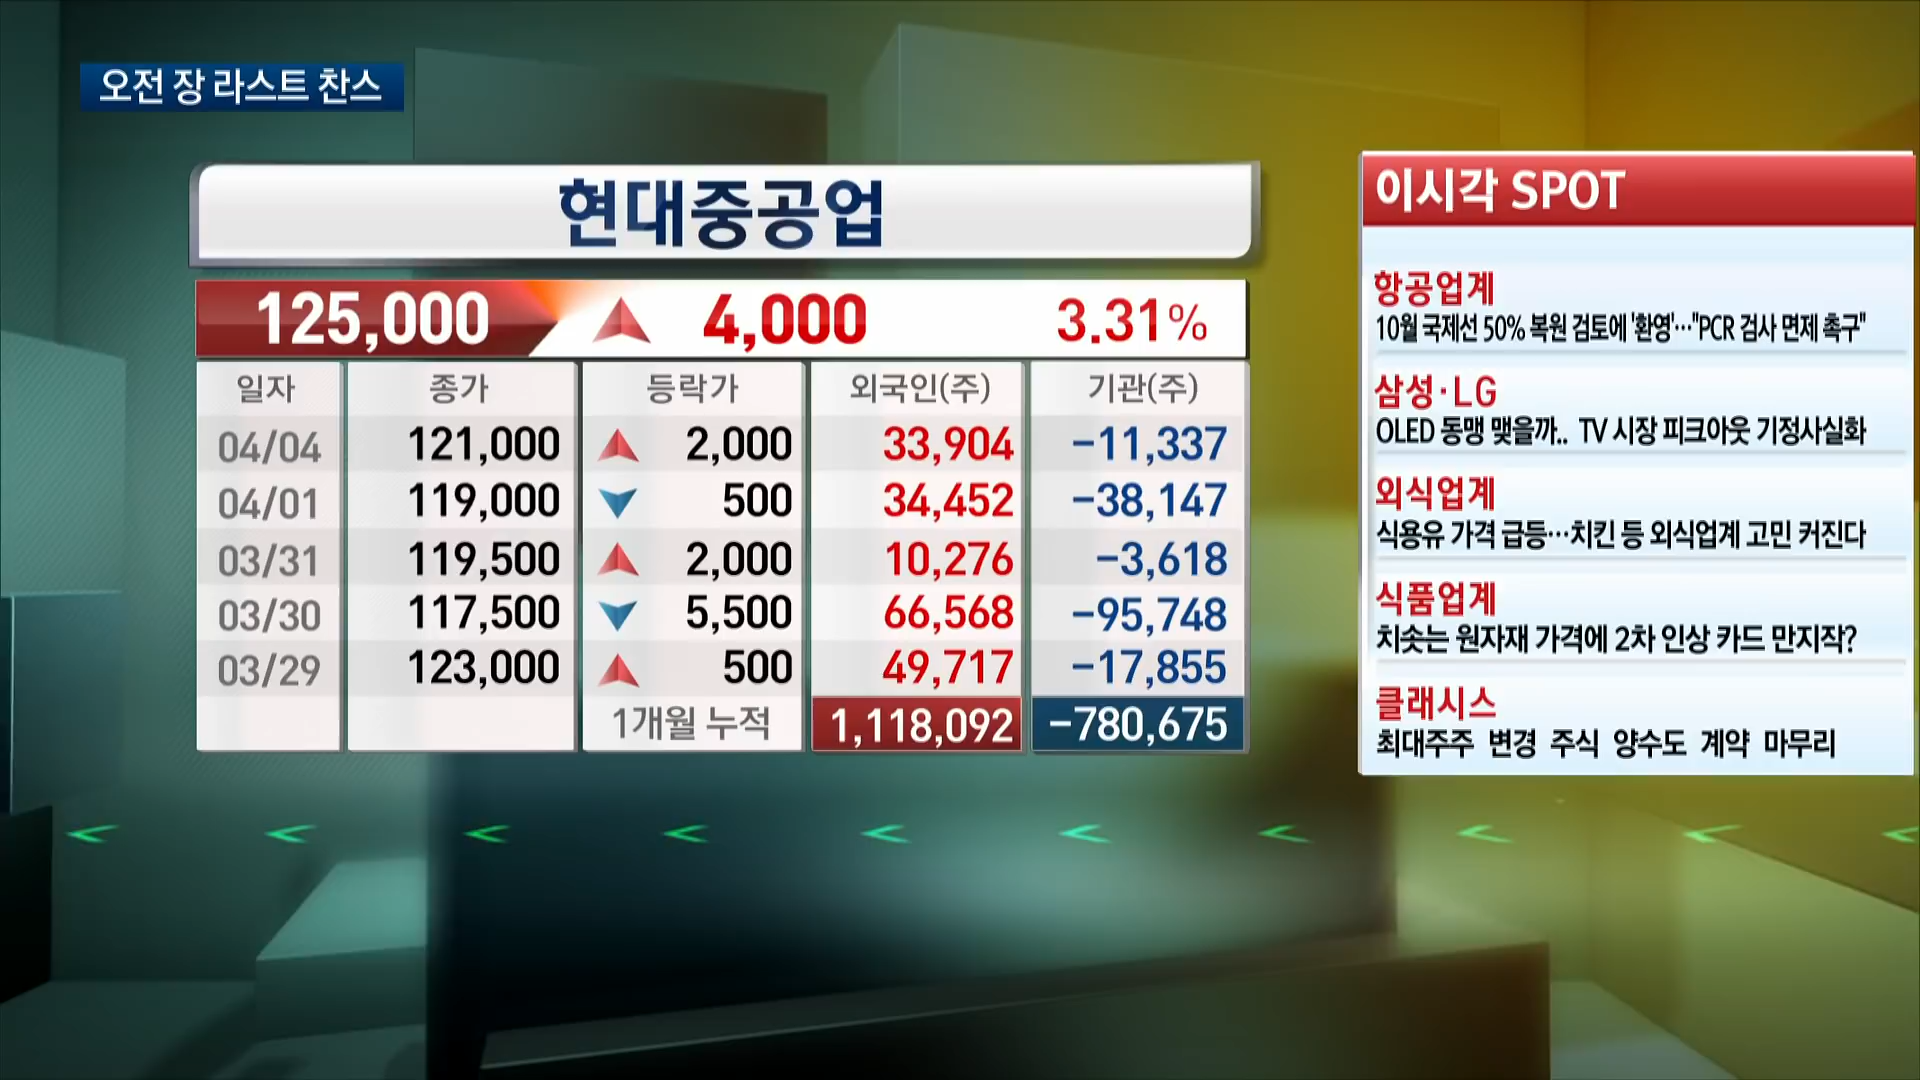 오전 장 라스트 찬스
현대중공업
125,000 ▲ 4,000 3.31%
일자 종가 등락가 외국인(주) 기관(주)
04/04 121,000 ▲ 2,000 33,904 -11,337
04/01 119,000 ▼ 500 34,452 -38,147
03/31 119,500 ▲ 2,000 10,276 -3,618
03/30 117,500 ▼ 5,500 66,568 -95,748
03/29 123,000 ▲ 500 49,717 -17,855
1개월 누적 1,118,092 -780,675
이시각 SPOT
항공업계
10월 국제선 50% 복원 검토에 '환영'…"PCR 검사 면제 촉구"
삼성·LG
OLED 동맹 맺을까.. TV 시장 피크아웃 기정사실화
외식업계
식용유 가격 급등…치킨 등 외식업계 고민 커진다
식품업계
치솟는 원자재 가격에 2차 인상 카드 만지작?
클래시스
최대주주 변경 주식 양수도 계약 마무리